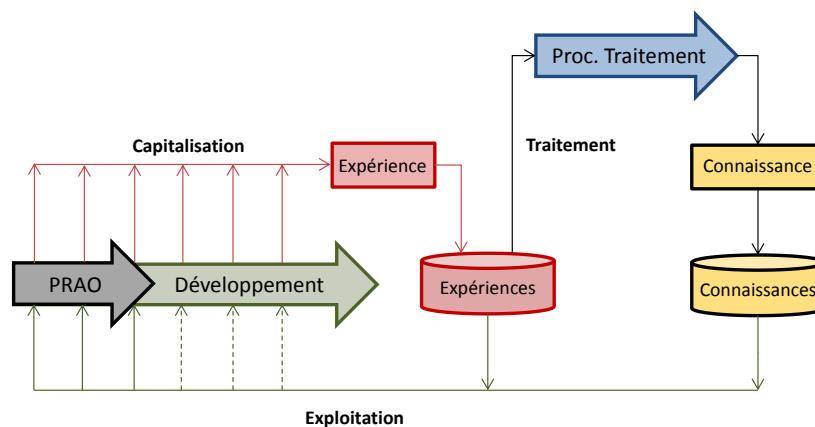 Proc. Traitement
Capitalisation
Expérience
Traitement
Connaissance
PRAO
Développement
Expériences
Connaissances
Exploitation